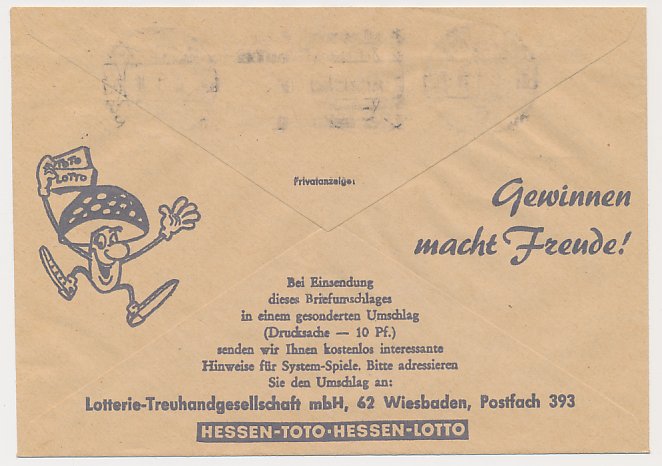 Privatanzeige:
TOTO
LOTTO
Gewinnen
macht Freude!
Bei Einsendung
dieses Briefumschlages
in einem gesonderten Umschlag
(Drucksache — 10 Pf.)
senden wir Ihnen kostenlos interessante
Hinweise für System-Spiele. Bitte adressieren
Sie den Umschlag an:
Lotterie-Treuhandgesellschaft mbH, 62 Wiesbaden, Postfach 393
HESSEN-TOTO·HESSEN-LOTTO